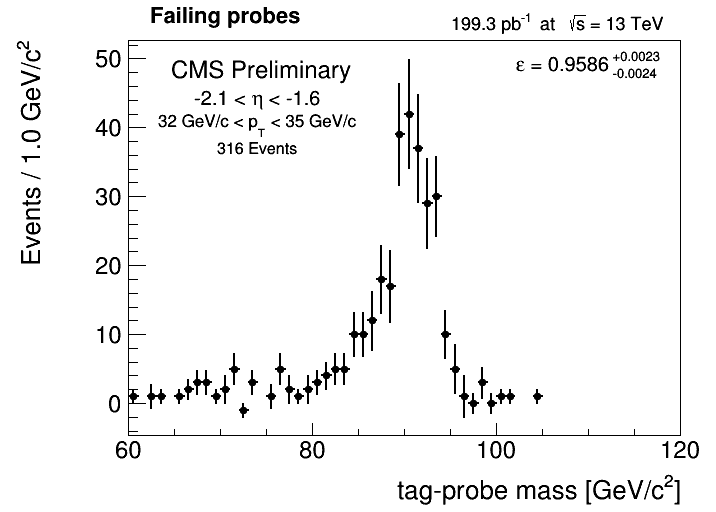 Failing probes
199.3 pb⁻¹ at √s = 13 TeV
CMS Preliminary
-2.1 < η < -1.6
32 GeV/c < p_T < 35 GeV/c
316 Events
ε = 0.9586 +0.0023 -0.0024
Events / 1.0 GeV/c²
50
40
30
20
10
0
60 80 100 120
tag-probe mass [GeV/c²]